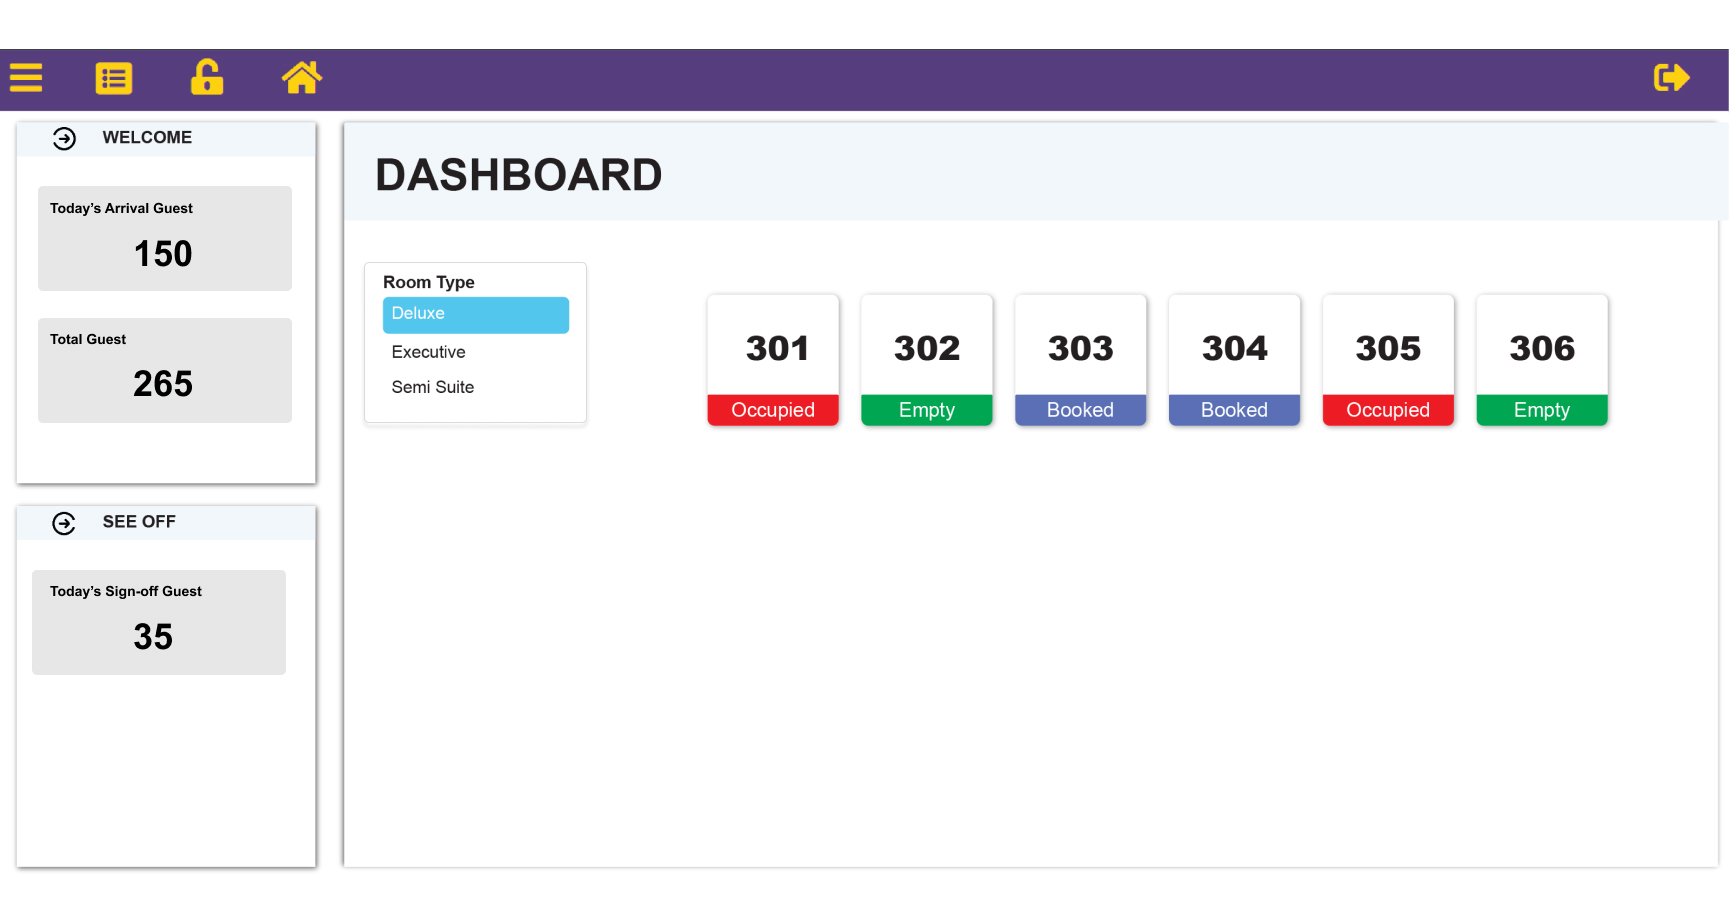 WELCOME
Today’s Arrival Guest
150
Total Guest
265
SEE OFF
Today’s Sign-off Guest
35
DASHBOARD
Room Type
Deluxe
Executive
Semi Suite
301
Occupied
302
Empty
303
Booked
304
Booked
305
Occupied
306
Empty